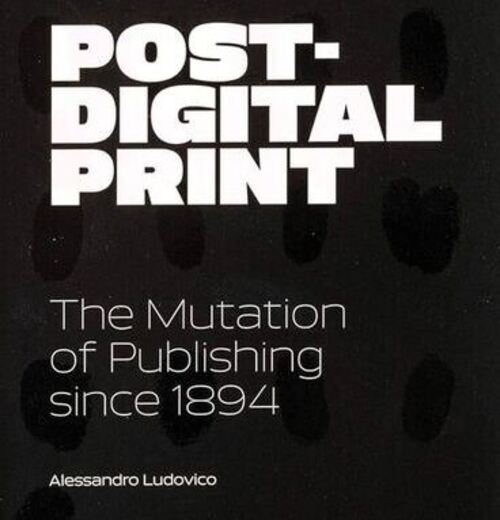 POST-
DIGITAL
PRINT
The Mutation
of Publishing
since 1894
Alessandro Ludovico